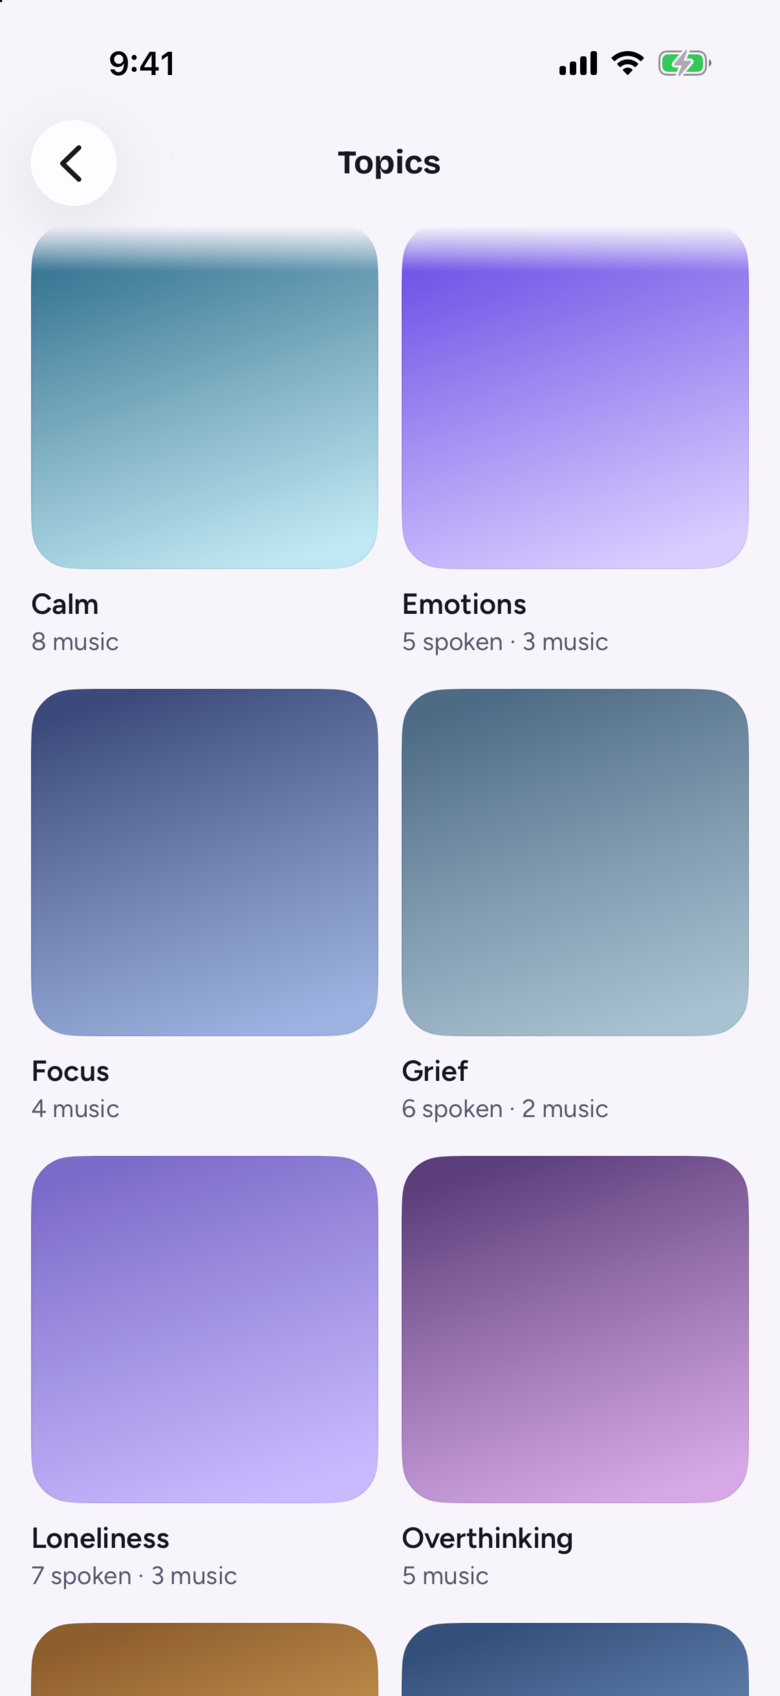 9:41
Topics
Calm
8 music
Emotions
5 spoken · 3 music
Focus
4 music
Grief
6 spoken · 2 music
Loneliness
7 spoken · 3 music
Overthinking
5 music